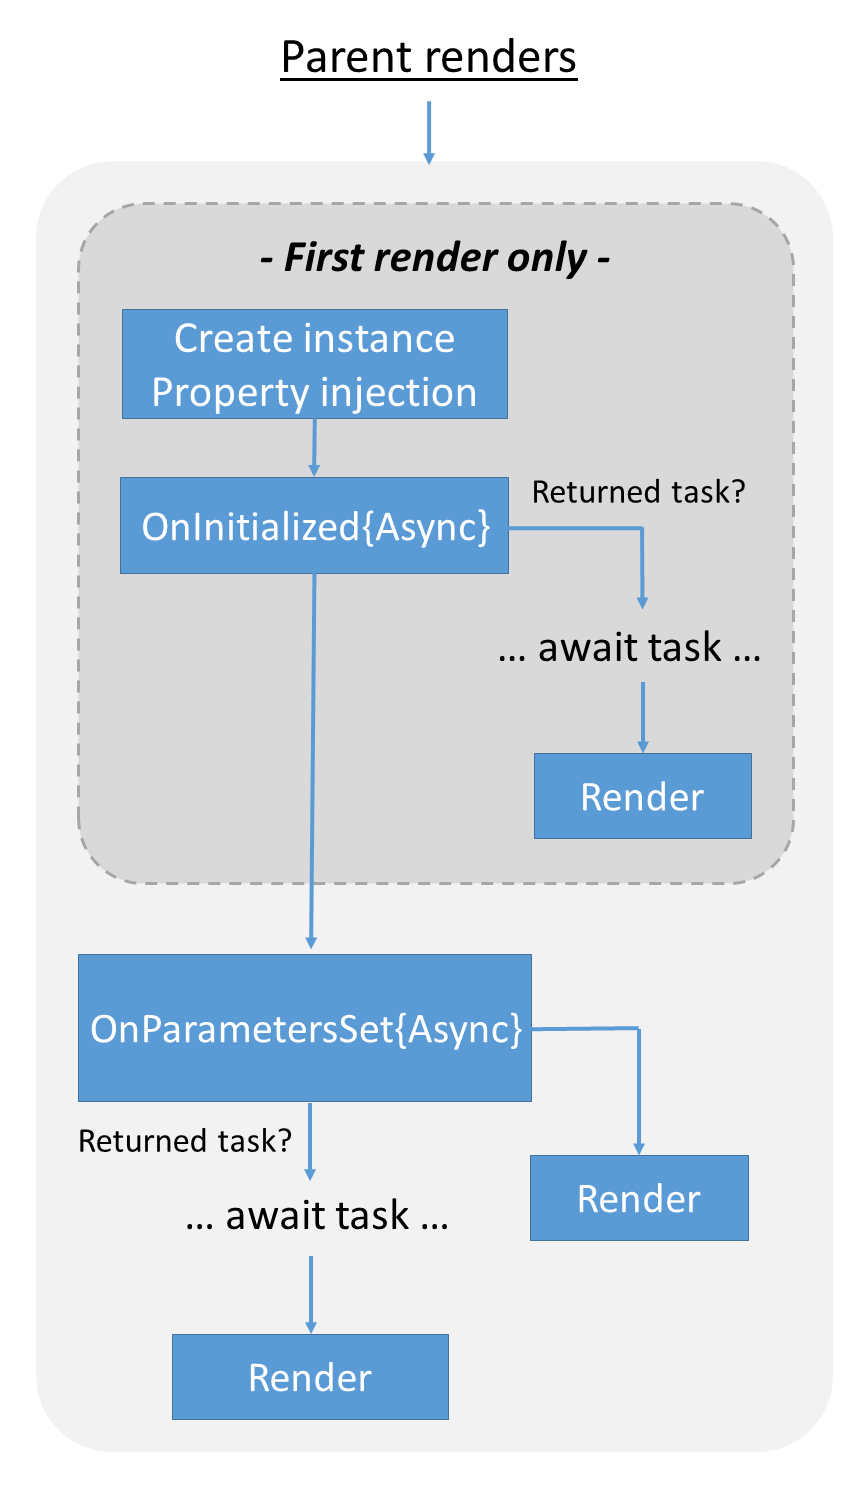 Parent renders
- First render only -
Create instance
Property injection
Returned task?
OnInitialized{Async}
... await task ...
Render
OnParametersSet{Async}
Returned task?
Render
... await task ...
Render